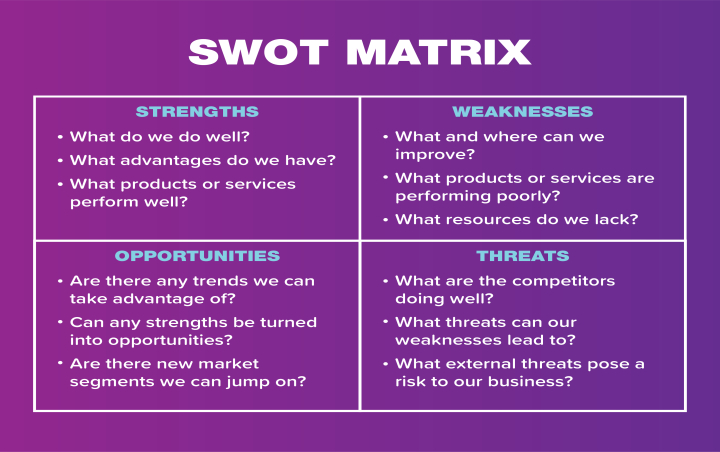 SWOT MATRIX
STRENGTHS
• What do we do well?
• What advantages do we have?
• What products or services
perform well?
WEAKNESSES
• What and where can we
improve?
• What products or services are
performing poorly?
• What resources do we lack?
OPPORTUNITIES
• Are there any trends we can
take advantage of?
• Can any strengths be turned
into opportunities?
• Are there new market
segments we can jump on?
THREATS
• What are the competitors
doing well?
• What threats can our
weaknesses lead to?
• What external threats pose a
risk to our business?